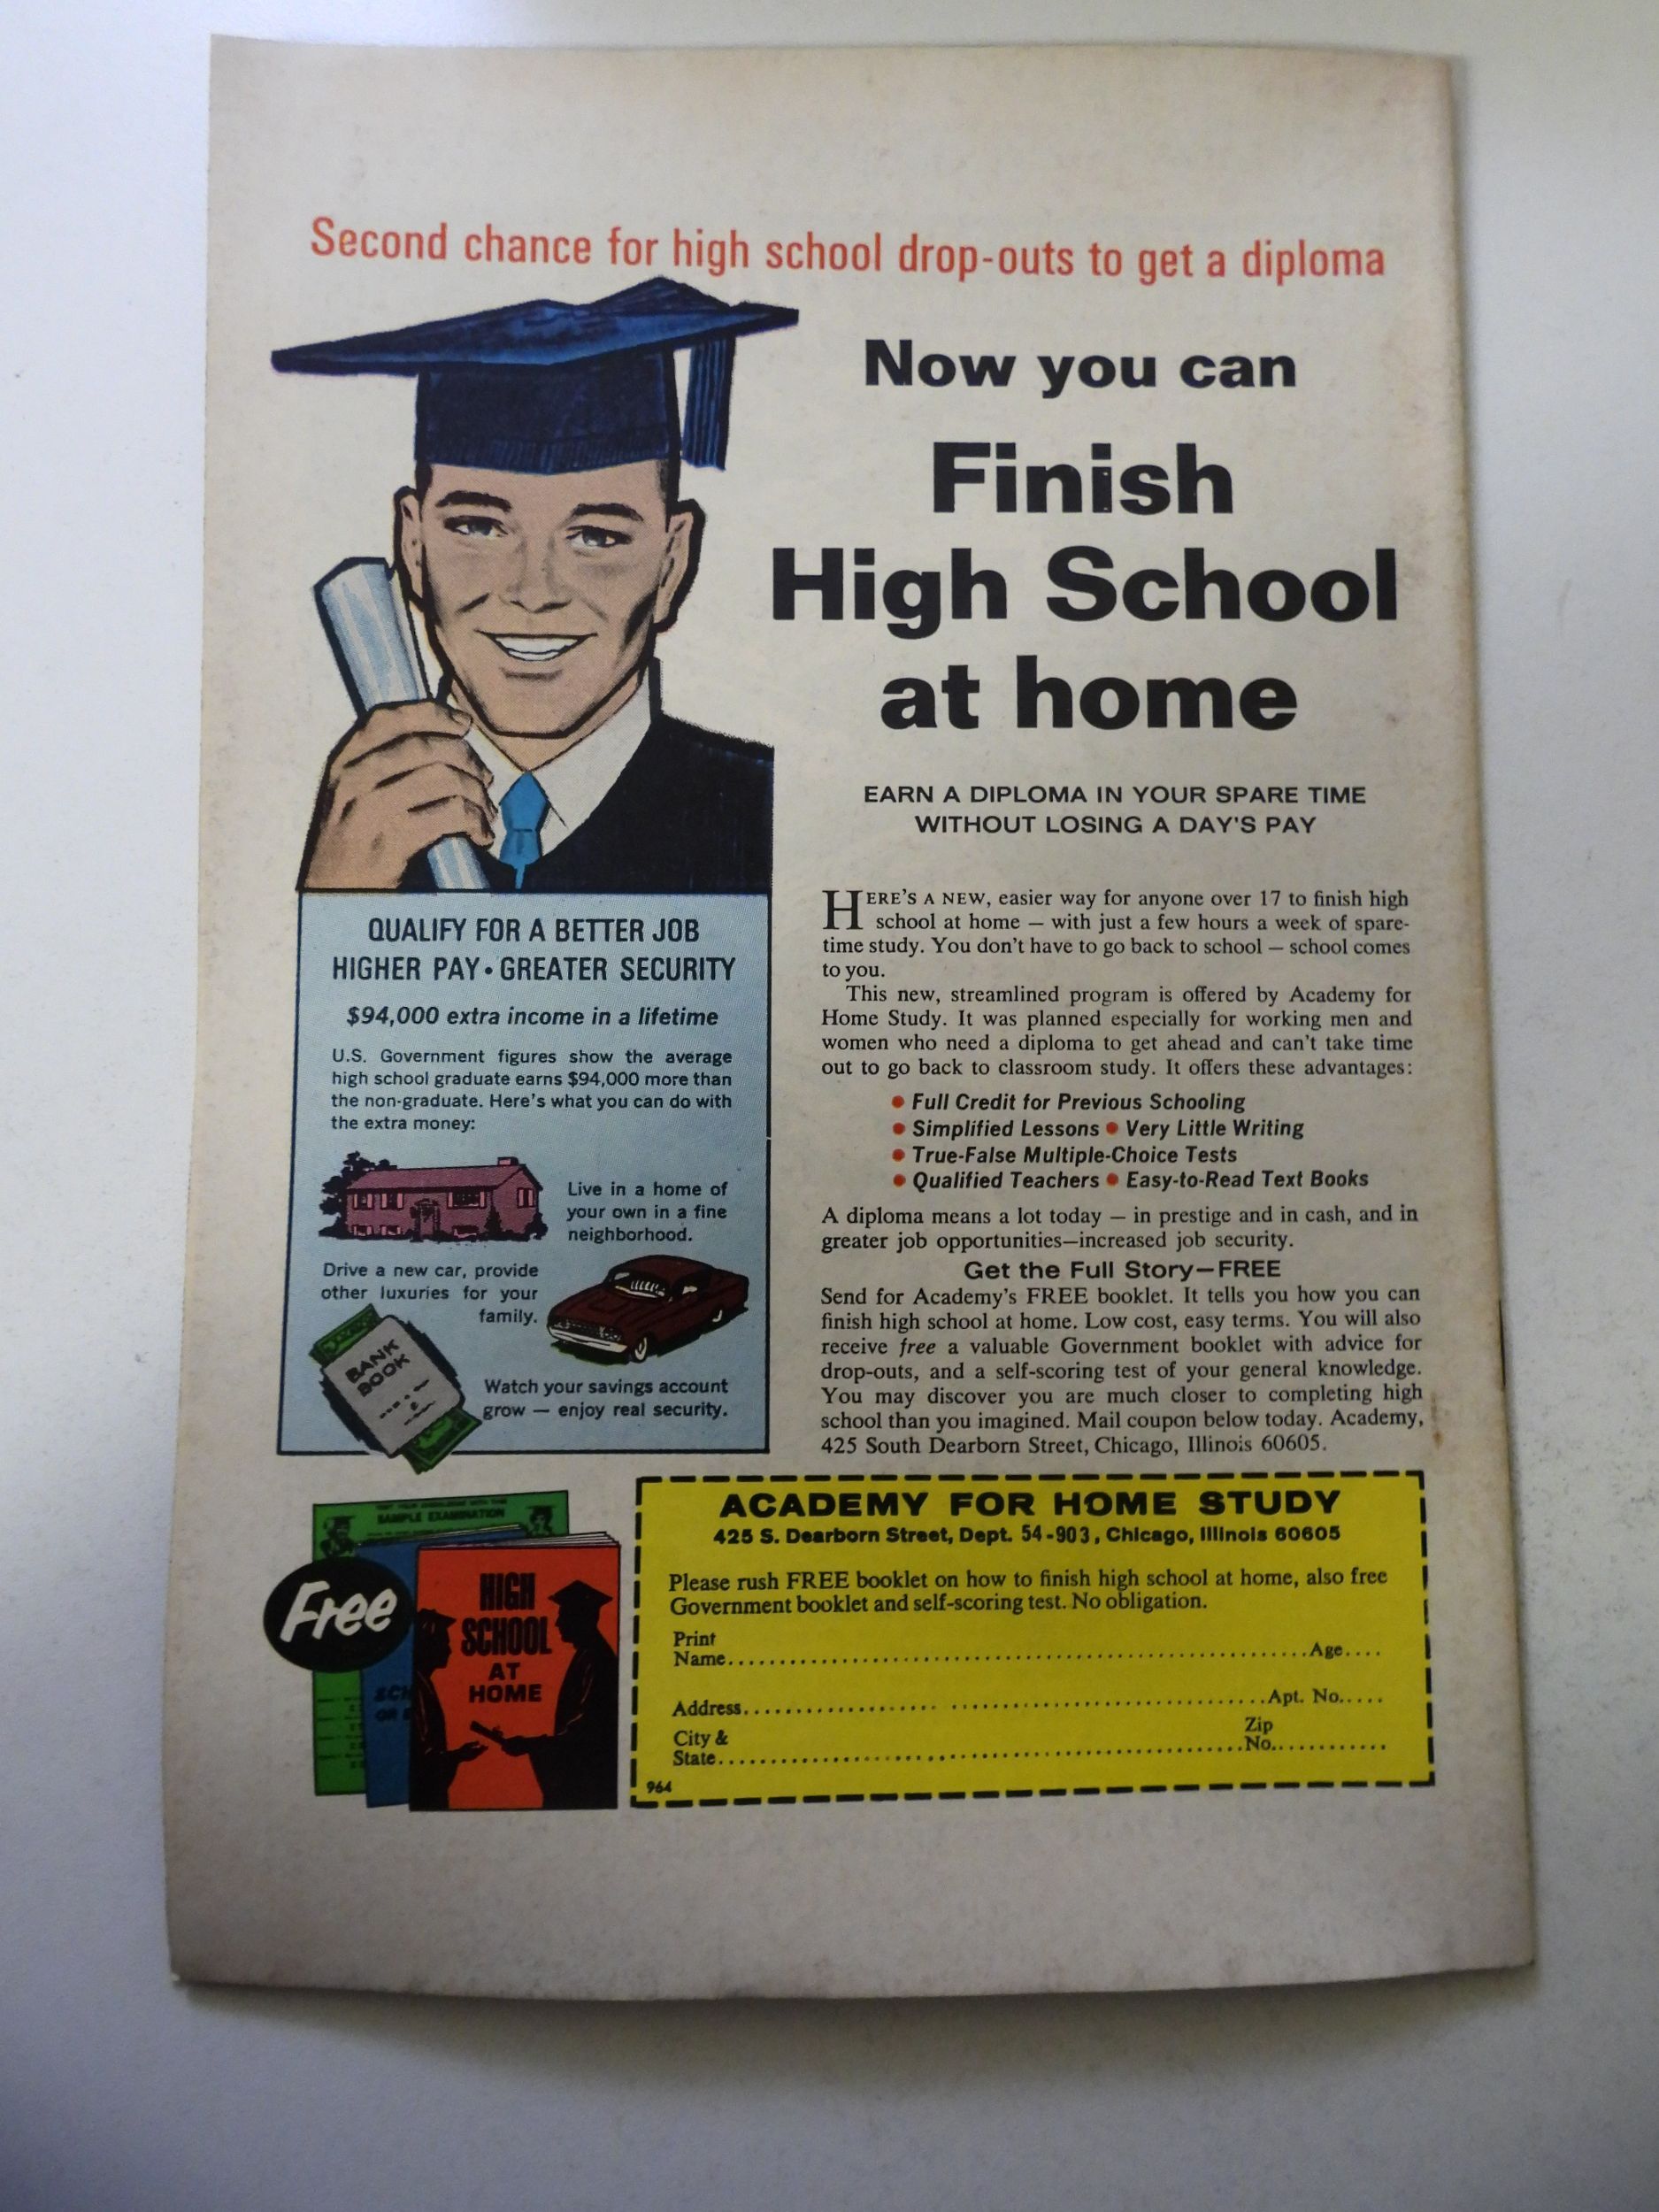 Second chance for high school drop-outs to get a diploma
Now you can
Finish
High School
at home
EARN A DIPLOMA IN YOUR SPARE TIME
WITHOUT LOSING A DAY'S PAY
QUALIFY FOR A BETTER JOB
HIGHER PAY • GREATER SECURITY
$94,000 extra income in a lifetime
U.S. Government figures show the average
high school graduate earns $94,000 more than
the non-graduate. Here's what you can do with
the extra money:
Live in a home of
your own in a fine
neighborhood.
Drive a new car, provide
other luxuries for your
family.
BANK
BOOK
Watch your savings account
grow — enjoy real security.
HERE'S A NEW, easier way for anyone over 17 to finish high
school at home — with just a few hours a week of spare-
time study. You don't have to go back to school — school comes
to you.
This new, streamlined program is offered by Academy for
Home Study. It was planned especially for working men and
women who need a diploma to get ahead and can't take time
out to go back to classroom study. It offers these advantages:
• Full Credit for Previous Schooling
• Simplified Lessons • Very Little Writing
• True-False Multiple-Choice Tests
• Qualified Teachers • Easy-to-Read Text Books
A diploma means a lot today — in prestige and in cash, and in
greater job opportunities—increased job security.
Get the Full Story—FREE
Send for Academy's FREE booklet. It tells you how you can
finish high school at home. Low cost, easy terms. You will also
receive free a valuable Government booklet with advice for
drop-outs, and a self-scoring test of your general knowledge.
You may discover you are much closer to completing high
school than you imagined. Mail coupon below today. Academy,
425 South Dearborn Street, Chicago, Illinois 60605.
SAMPLE EXAMINATION
Free
HIGH
SCHOOL
AT
HOME
ACADEMY FOR HOME STUDY
425 S. Dearborn Street, Dept. 54-903, Chicago, Illinois 60605
Please rush FREE booklet on how to finish high school at home, also free
Government booklet and self-scoring test. No obligation.
Print
Name Age
Address Apt. No.
City & Zip
State No.
964